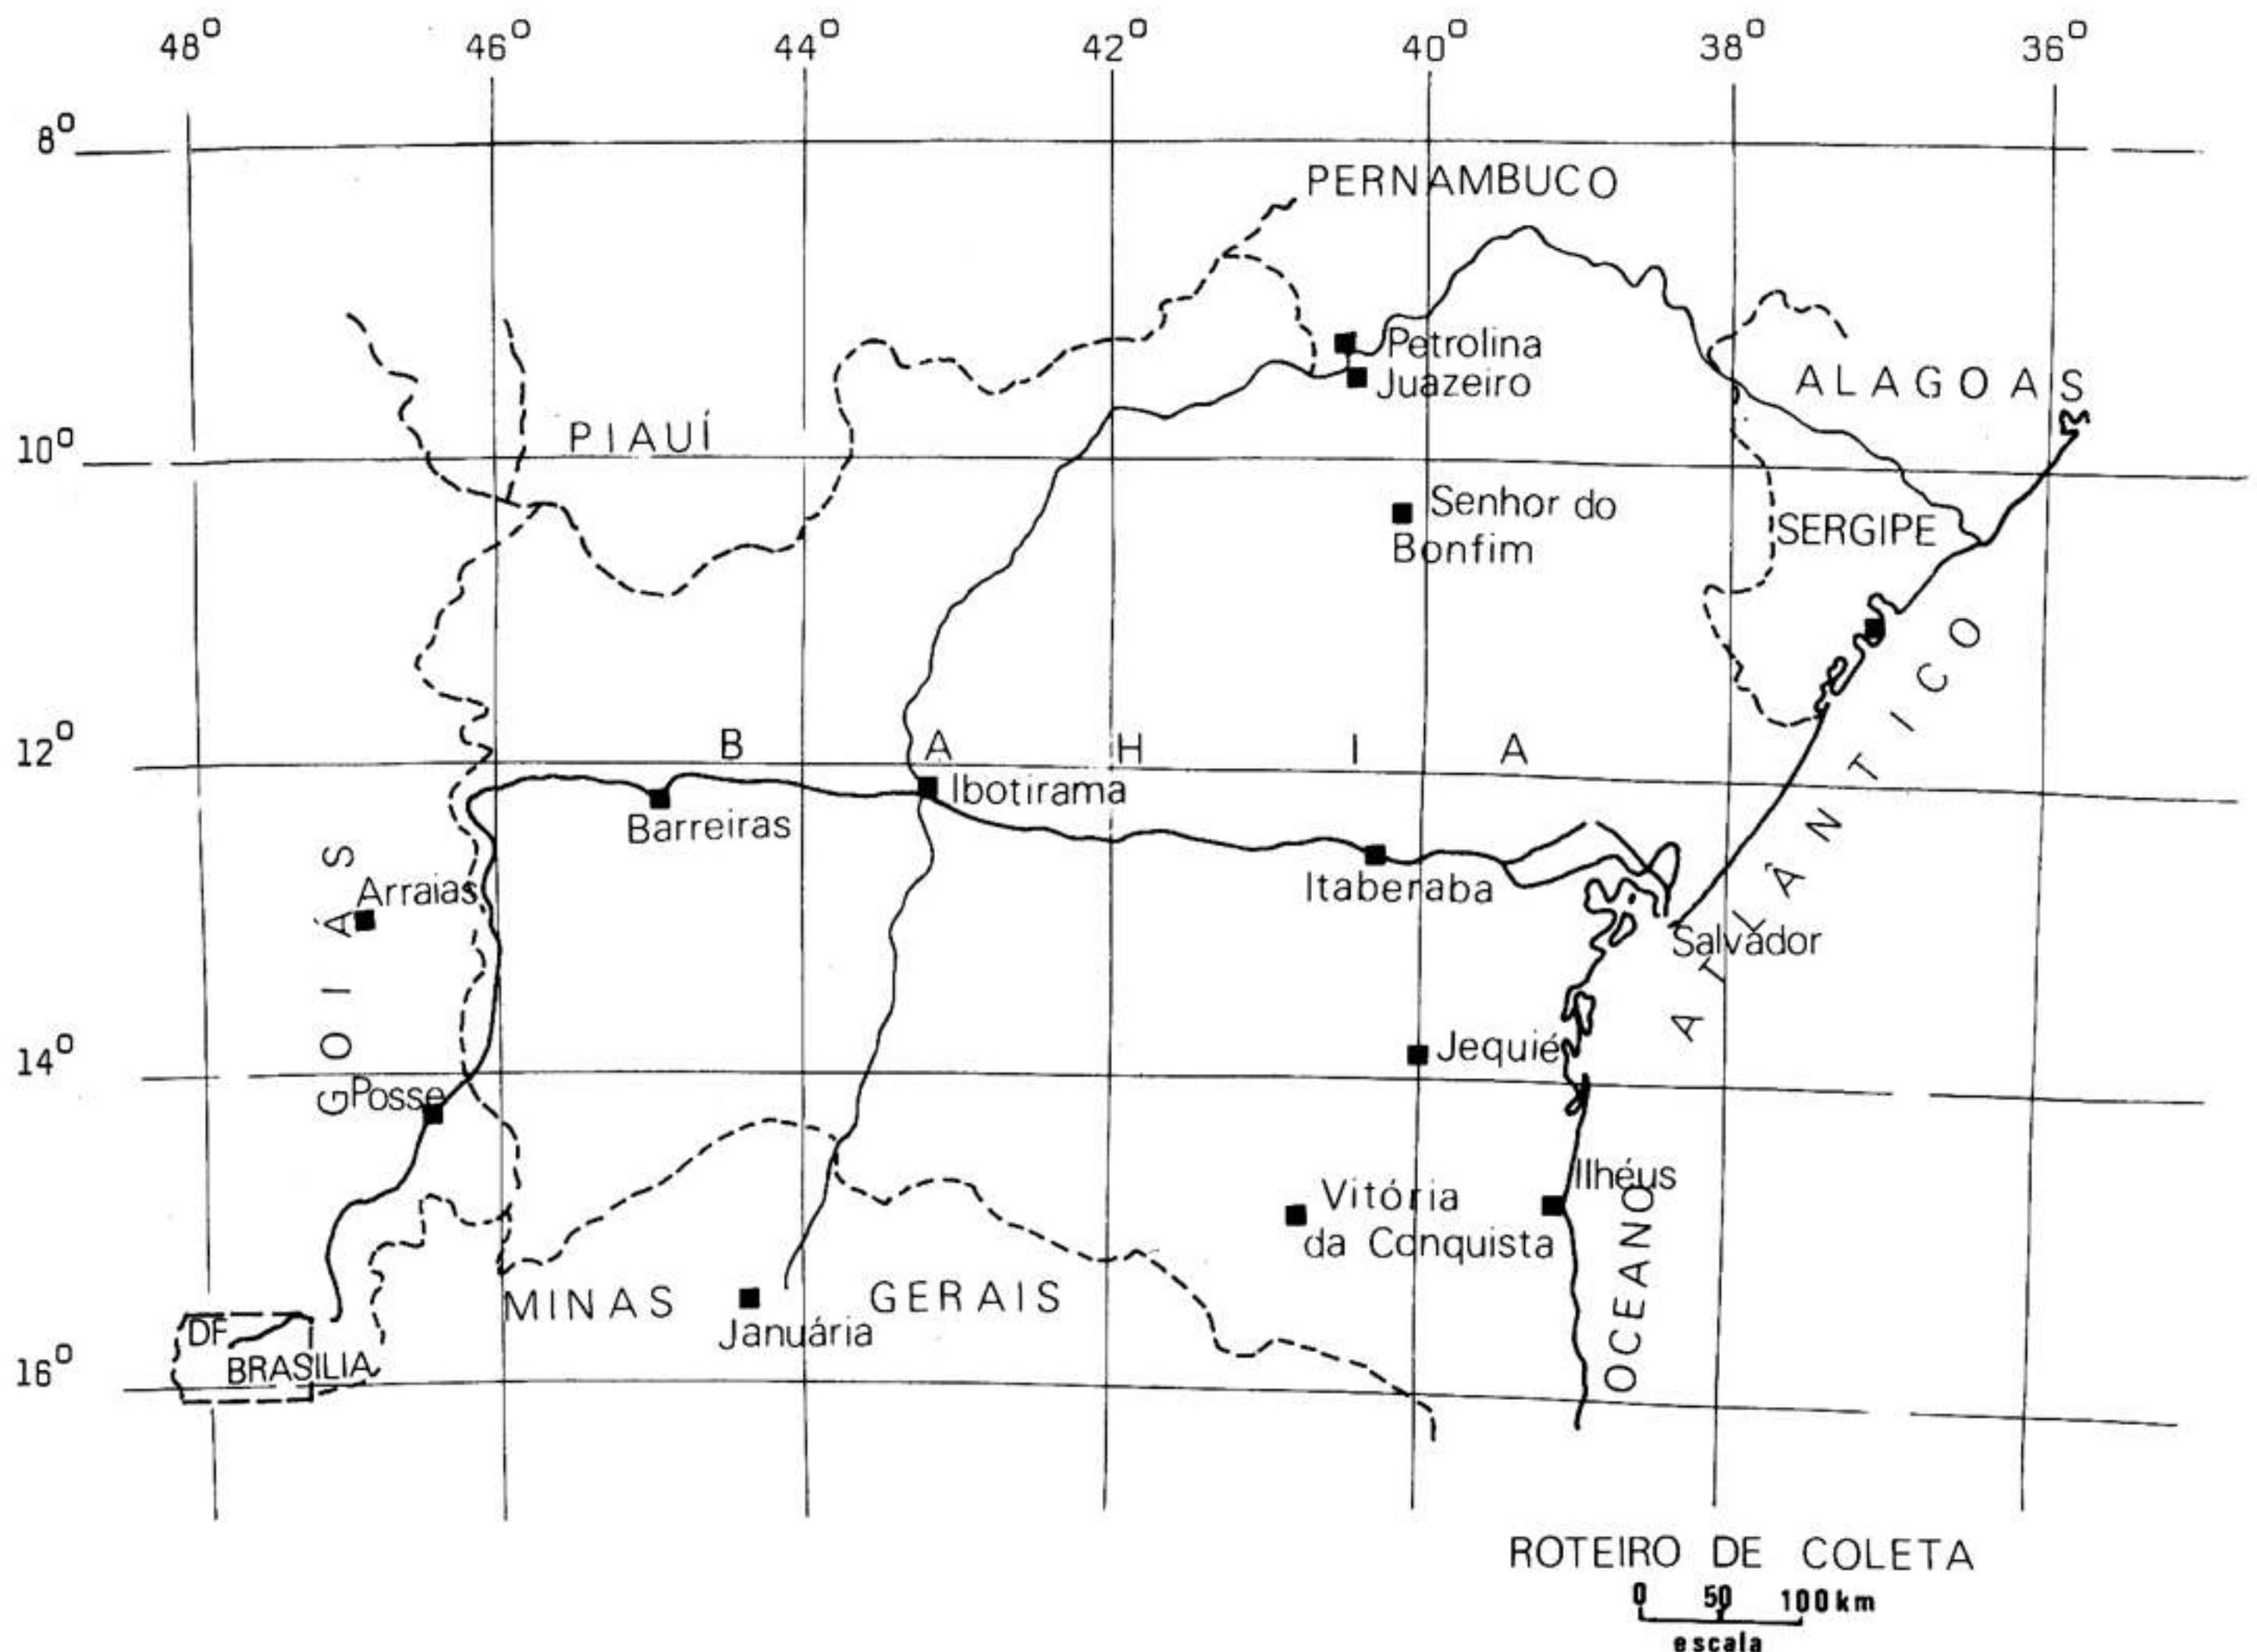 48° 46° 44° 42° 40° 38° 36°
8°
PERNAMBUCO
Petrolina
Juazeiro
ALAGOAS
PIAUÍ
10°
Senhor do
Bonfim
SERGIPE
12°
BAHIA
Ibotirama
Barreiras
Itaberaba
Arraias
GOIÁS
Salvador
OCEANO ATLÂNTICO
14°
Jequié
Posse
Ilhéus
Vitória
da Conquista
MINAS GERAIS
Januária
DF
BRASILIA
16°
ROTEIRO DE COLETA
0 50 100km
escala